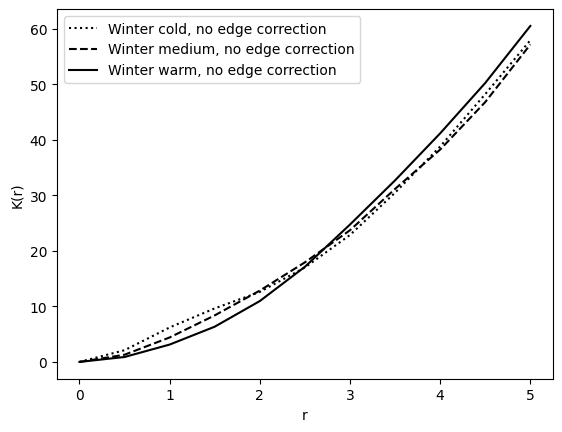 Winter cold, no edge correction
Winter medium, no edge correction
Winter warm, no edge correction
60
50
40
30
20
10
0
K(r)
0 1 2 3 4 5
r